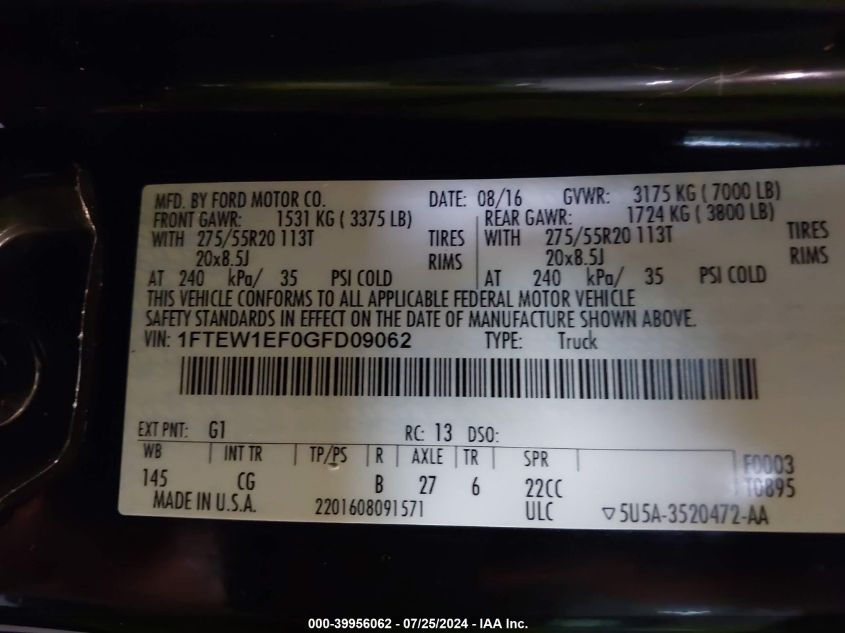 MFD. BY FORD MOTOR CO. DATE: 08/16 GVWR: 3175 KG ( 7000 LB)
FRONT GAWR: 1531 KG ( 3375 LB) REAR GAWR: 1724 KG ( 3800 LB)
WITH 275/55R20 113T TIRES WITH 275/55R20 113T TIRES
20x8.5J RIMS 20x8.5J RIMS
AT 240 kPa/ 35 PSI COLD AT 240 kPa/ 35 PSI COLD
THIS VEHICLE CONFORMS TO ALL APPLICABLE FEDERAL MOTOR VEHICLE
SAFETY STANDARDS IN EFFECT ON THE DATE OF MANUFACTURE SHOWN ABOVE.
VIN: 1FTEW1EF0GFD09062 TYPE: Truck
EXT PNT: G1 RC: 13 DSO:
WB INT TR TP/PS R AXLE TR SPR F0003
145 CG B 27 6 22CC T0895
MADE IN U.S.A. 2201608091571 ULC ▽5U5A-3520472-AA
000-39956062 - 07/25/2024 - IAA Inc.